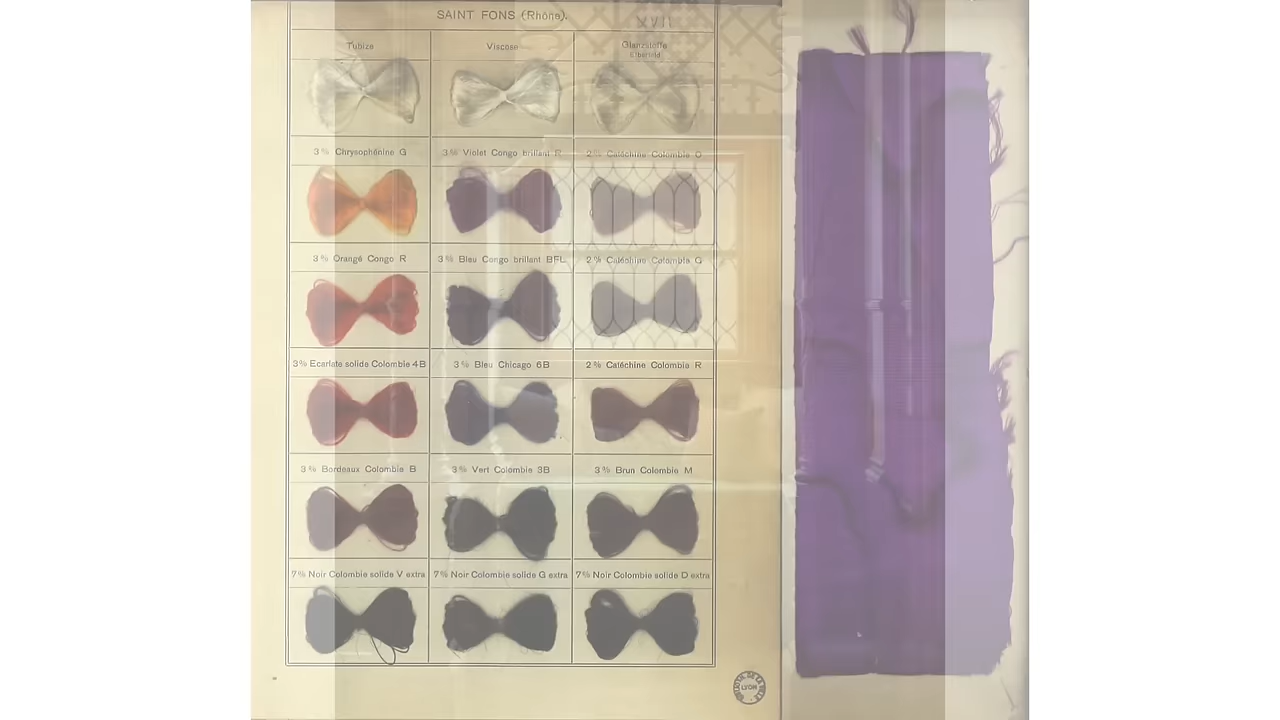 SAINT FONS (Rhône).
Tubize Viscose Glanzstoffe
Elberfeld
3% Chrysophénine G 3% Violet Congo brillant R 2% Catéchine Colombie O
3% Orangé Congo R 3% Bleu Congo brillant BFL 2% Catéchine Colombie G
3% Ecarlate solide Colombie 4B 3% Bleu Chicago 6B 2% Catéchine Colombie R
3% Bordeaux Colombie B 3% Vert Colombie 3B 3% Brun Colombie M
7% Noir Colombie solide V extra 7% Noir Colombie solide G extra 7% Noir Colombie solide D extra
LYON